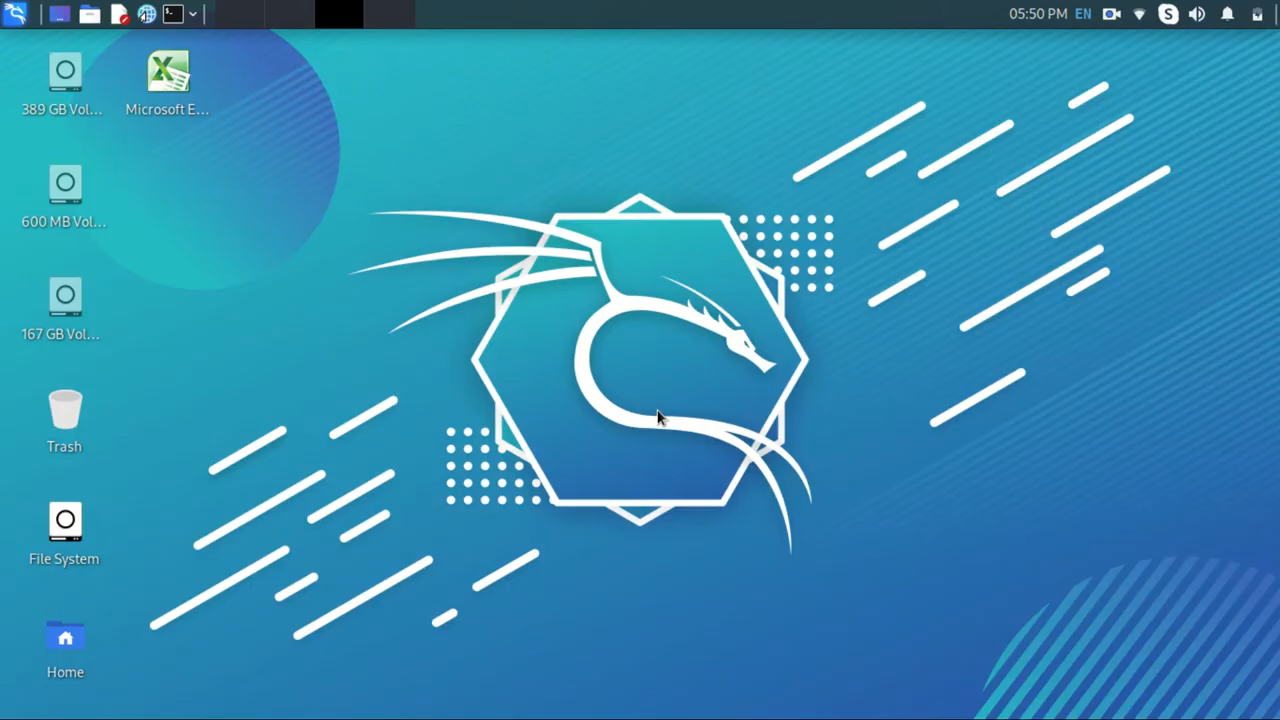 05:50 PM EN
389 GB Vol...
Microsoft E...
600 MB Vol...
167 GB Vol...
Trash
File System
Home